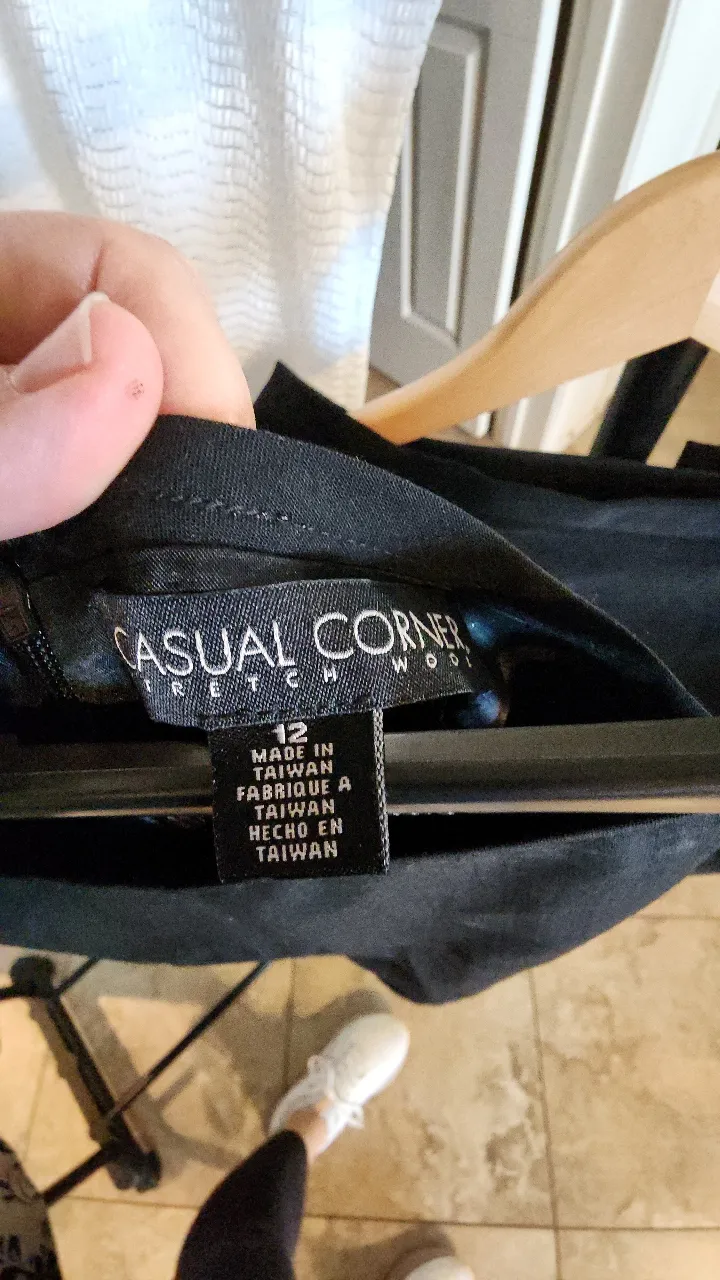 CASUAL CORNER
TRETCH WOOL
12
MADE IN
TAIWAN
FABRIQUE A
TAIWAN
HECHO EN
TAIWAN